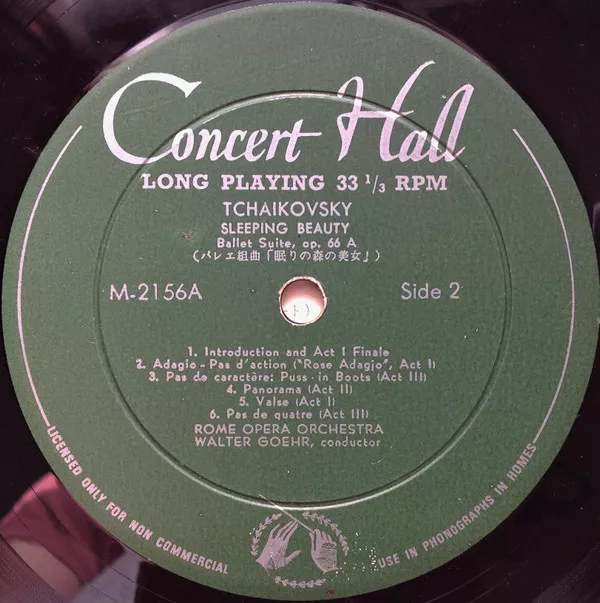 Concert Hall
LONG PLAYING 33 1/3 RPM
TCHAIKOVSKY
SLEEPING BEAUTY
Ballet Suite, op. 66 A
(バレエ組曲「眠りの森の美女」)
M-2156A
Side 2
ト)
1. Introduction and Act 1 Finale
2. Adagio - Pas d'action ("Rose Adagio", Act I)
3. Pas de caractère: Puss - in Boots (Act III)
4. Panorama (Act II)
5. Valse (Act I)
6. Pas de quatre (Act III)
ROME OPERA ORCHESTRA
WALTER GOEHR, conductor
LICENSED ONLY FOR NON COMMERCIAL
USE IN PHONOGRAPHS IN HOMES